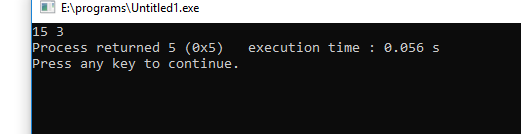 E:\programs\Untitled1.exe
15 3
Process returned 5 (0x5)   execution time : 0.056 s
Press any key to continue.